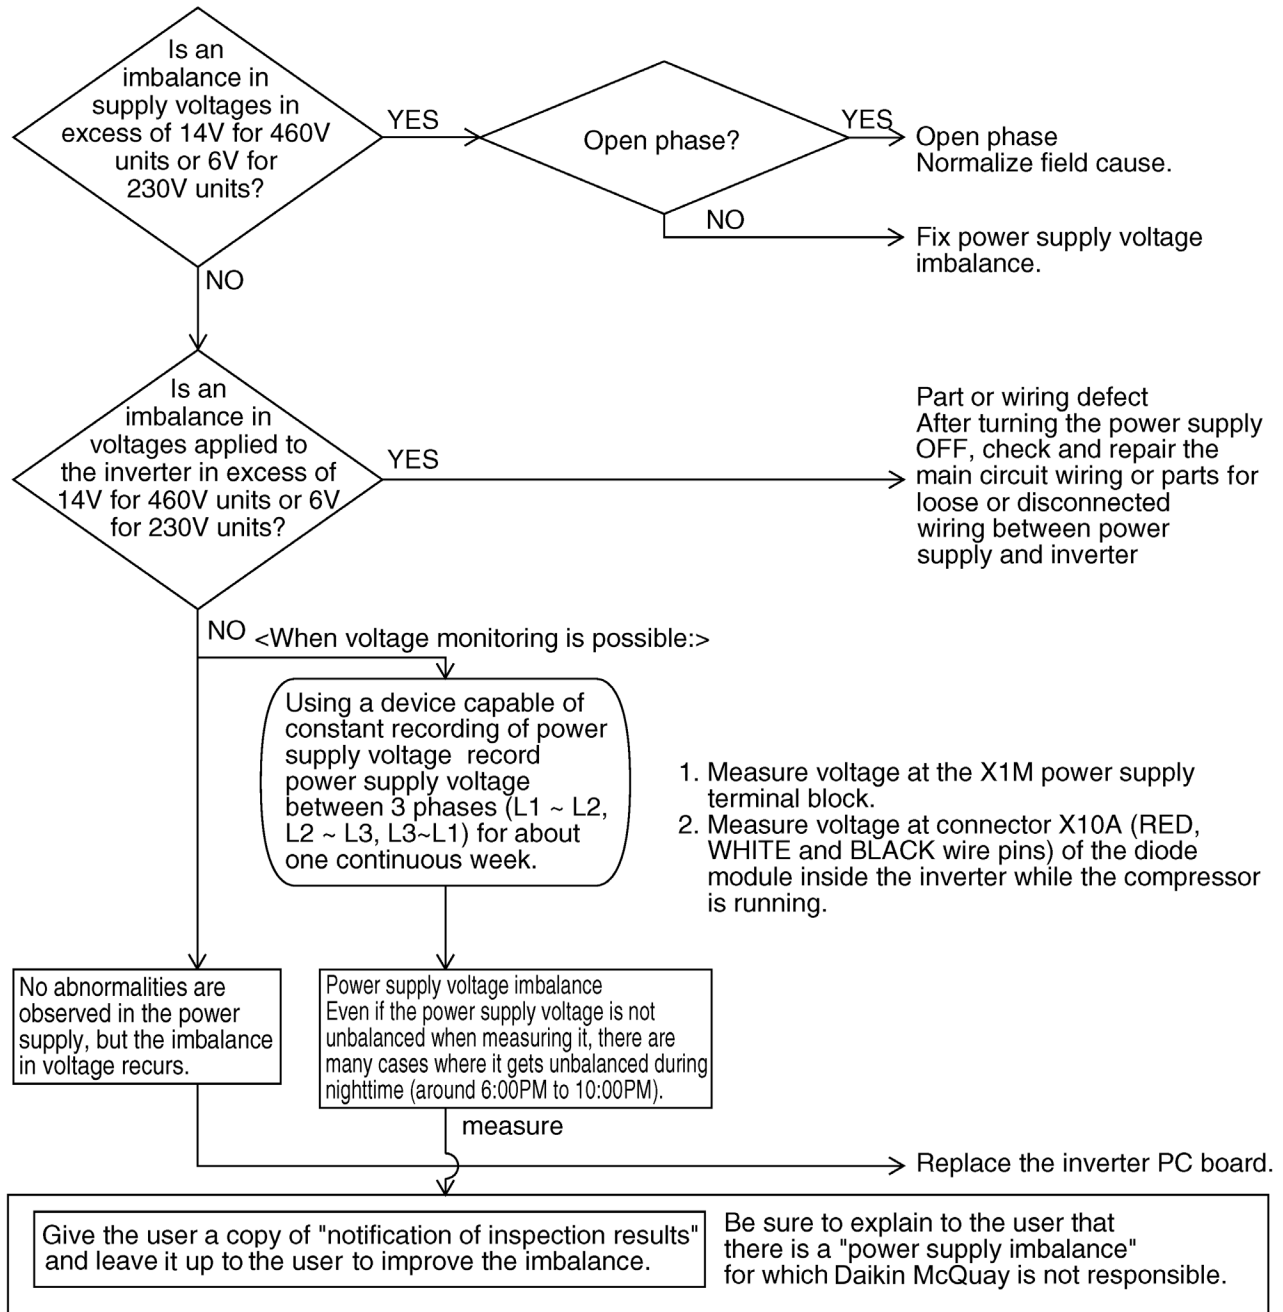 Is an
imbalance in
supply voltages in
excess of 14V for 460V
units or 6V for
230V units?
YES
Open phase?
YES
Open phase
Normalize field cause.
NO
Fix power supply voltage
imbalance.
NO
Is an
imbalance in
voltages applied to
the inverter in excess of
14V for 460V units or 6V
for 230V units?
YES
Part or wiring defect
After turning the power supply
OFF, check and repair the
main circuit wiring or parts for
loose or disconnected
wiring between power
supply and inverter
NO
<When voltage monitoring is possible:>
Using a device capable of
constant recording of power
supply voltage record
power supply voltage
between 3 phases (L1 ~ L2,
L2 ~ L3, L3~L1) for about
one continuous week.
1. Measure voltage at the X1M power supply
terminal block.
2. Measure voltage at connector X10A (RED,
WHITE and BLACK wire pins) of the diode
module inside the inverter while the compressor
is running.
No abnormalities are
observed in the power
supply, but the imbalance
in voltage recurs.
Power supply voltage imbalance
Even if the power supply voltage is not
unbalanced when measuring it, there are
many cases where it gets unbalanced during
nighttime (around 6:00PM to 10:00PM).
measure
Replace the inverter PC board.
Give the user a copy of "notification of inspection results"
and leave it up to the user to improve the imbalance.
Be sure to explain to the user that
there is a "power supply imbalance"
for which Daikin McQuay is not responsible.